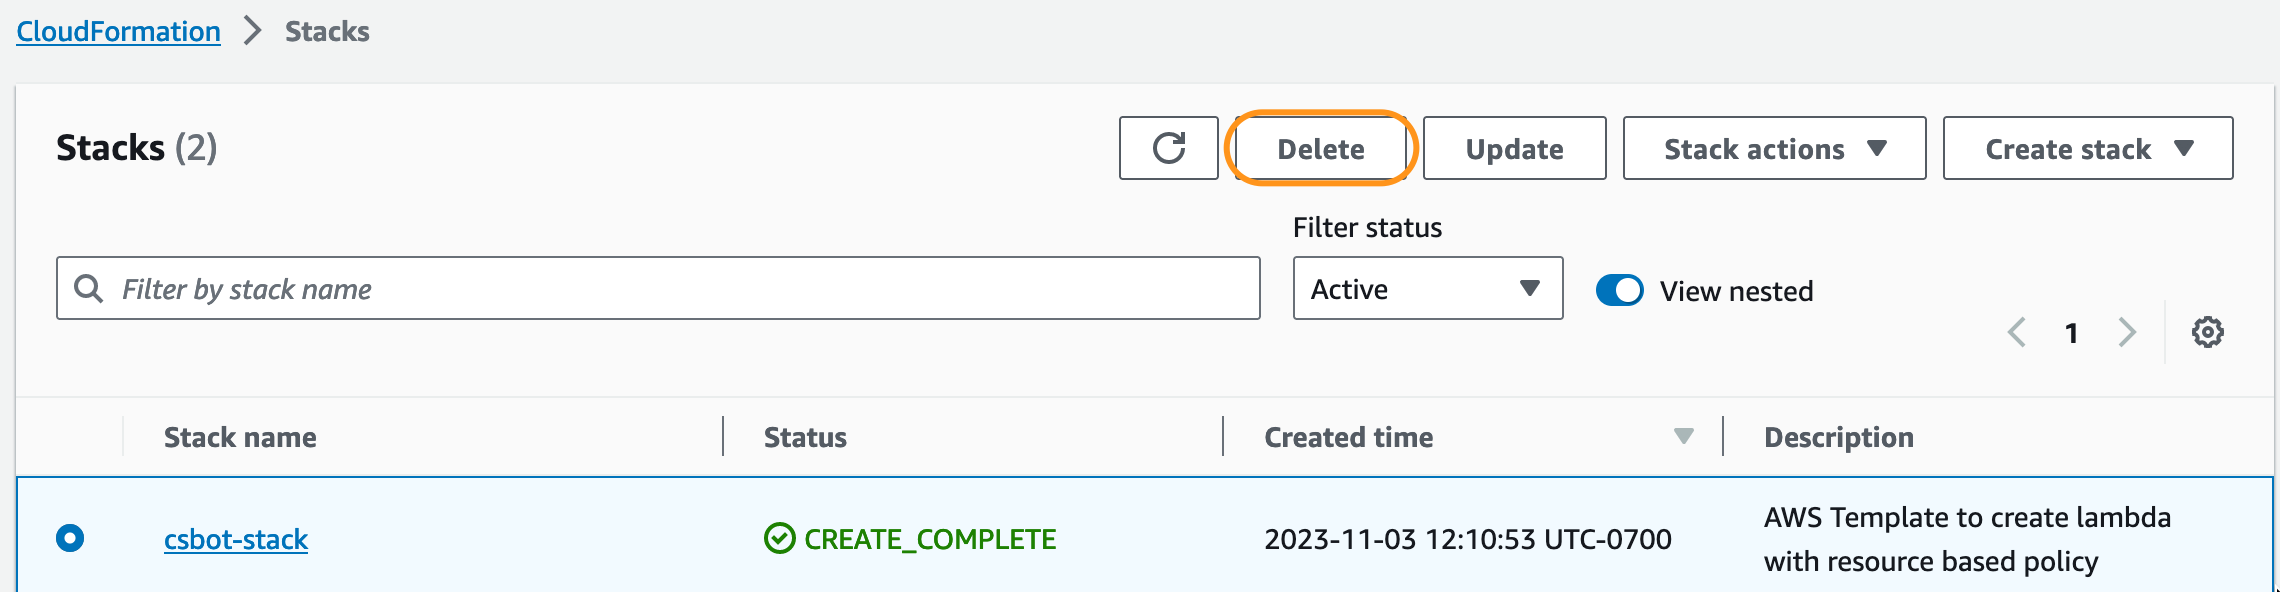 CloudFormation > Stacks
Stacks (2)
Delete
Update
Stack actions
Create stack
Filter status
Filter by stack name
Active
View nested
1
Stack name
Status
Created time
Description
csbot-stack
CREATE_COMPLETE
2023-11-03 12:10:53 UTC-0700
AWS Template to create lambda
with resource based policy